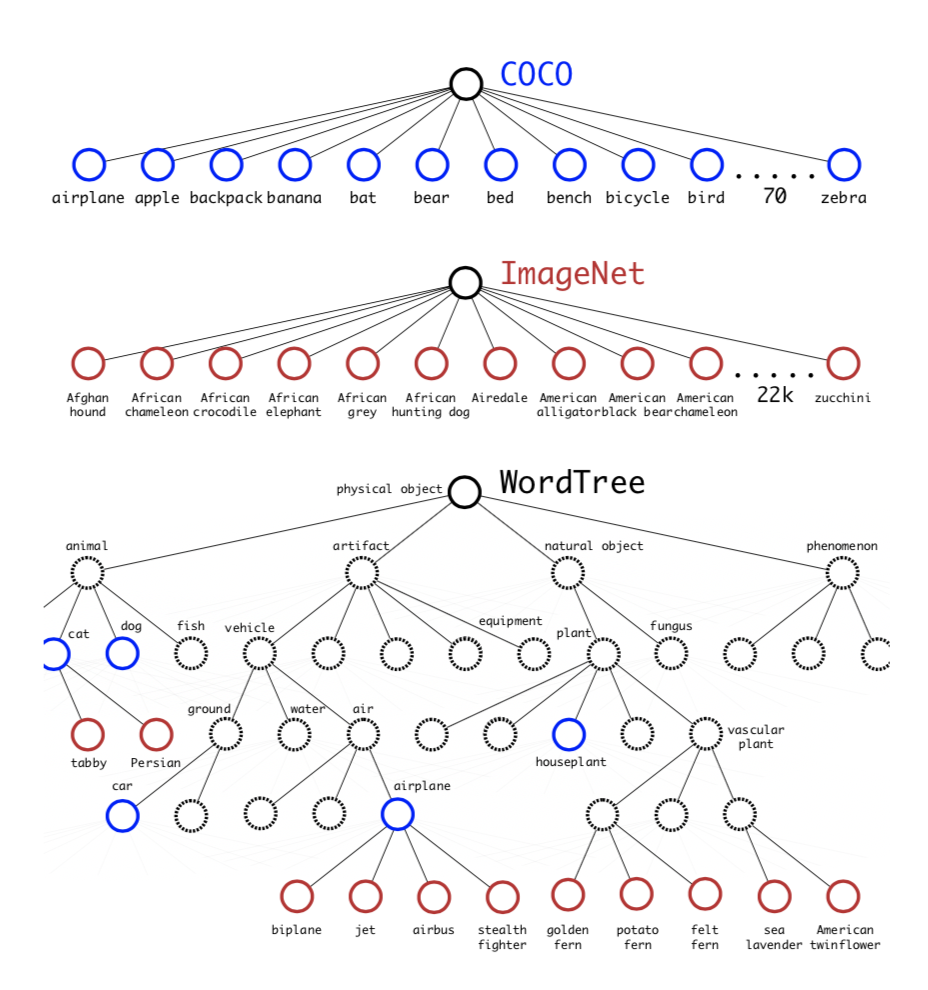 COCO
airplane apple backpack banana bat bear bed bench bicycle bird ..... zebra
70
ImageNet
Afghan hound
African chameleon
African crocodile
African elephant
African grey
African hunting dog
Airedale
American alligator
American black bear
American chameleon
.....
22k
zucchini
WordTree
physical object
animal artifact natural object phenomenon
cat dog fish vehicle equipment plant fungus
ground water air vascular plant
tabby Persian houseplant
car airplane
biplane jet airbus
stealth fighter
golden fern
potato fern
felt fern
sea lavender
American twinflower